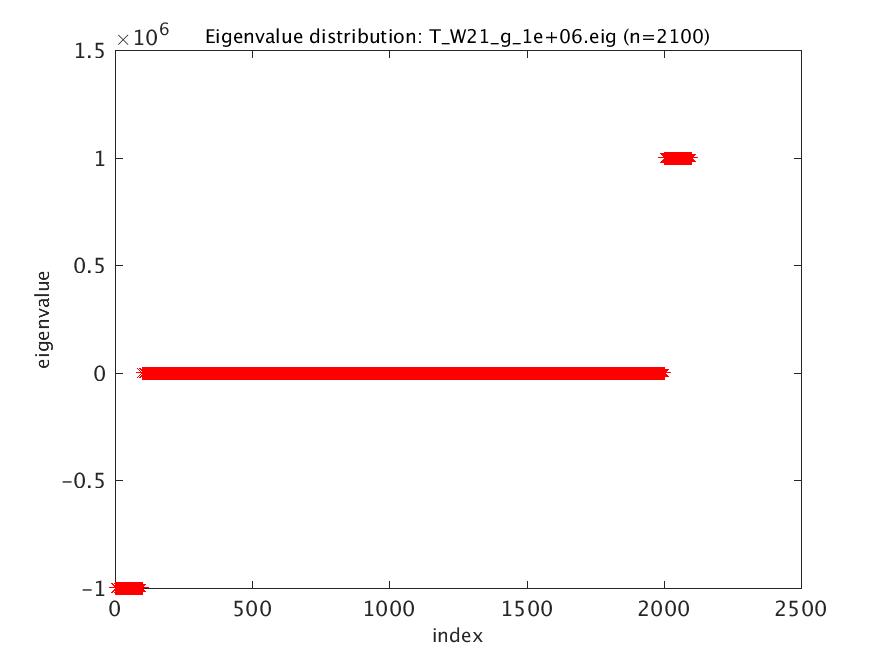 ×10^6 Eigenvalue distribution: T_W21_g_1e+06.eig (n=2100)
1.5
1
0.5
0
-0.5
-1
eigenvalue
0 500 1000 1500 2000 2500
index